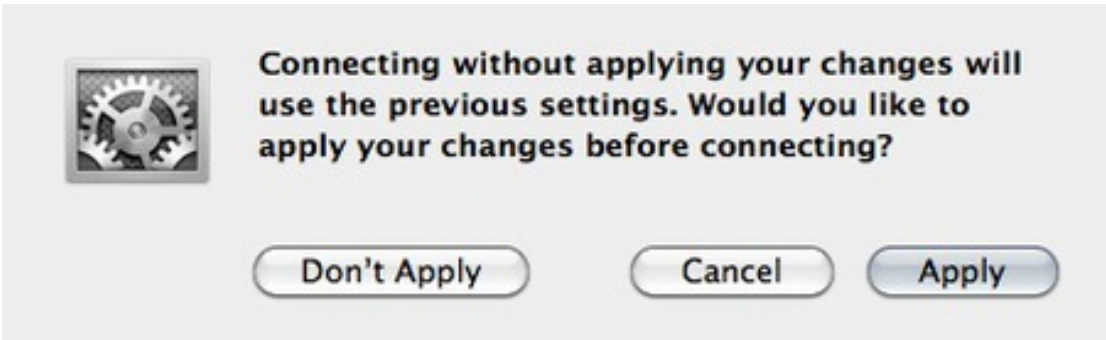 Connecting without applying your changes will
use the previous settings. Would you like to
apply your changes before connecting?
Don't Apply
Cancel
Apply